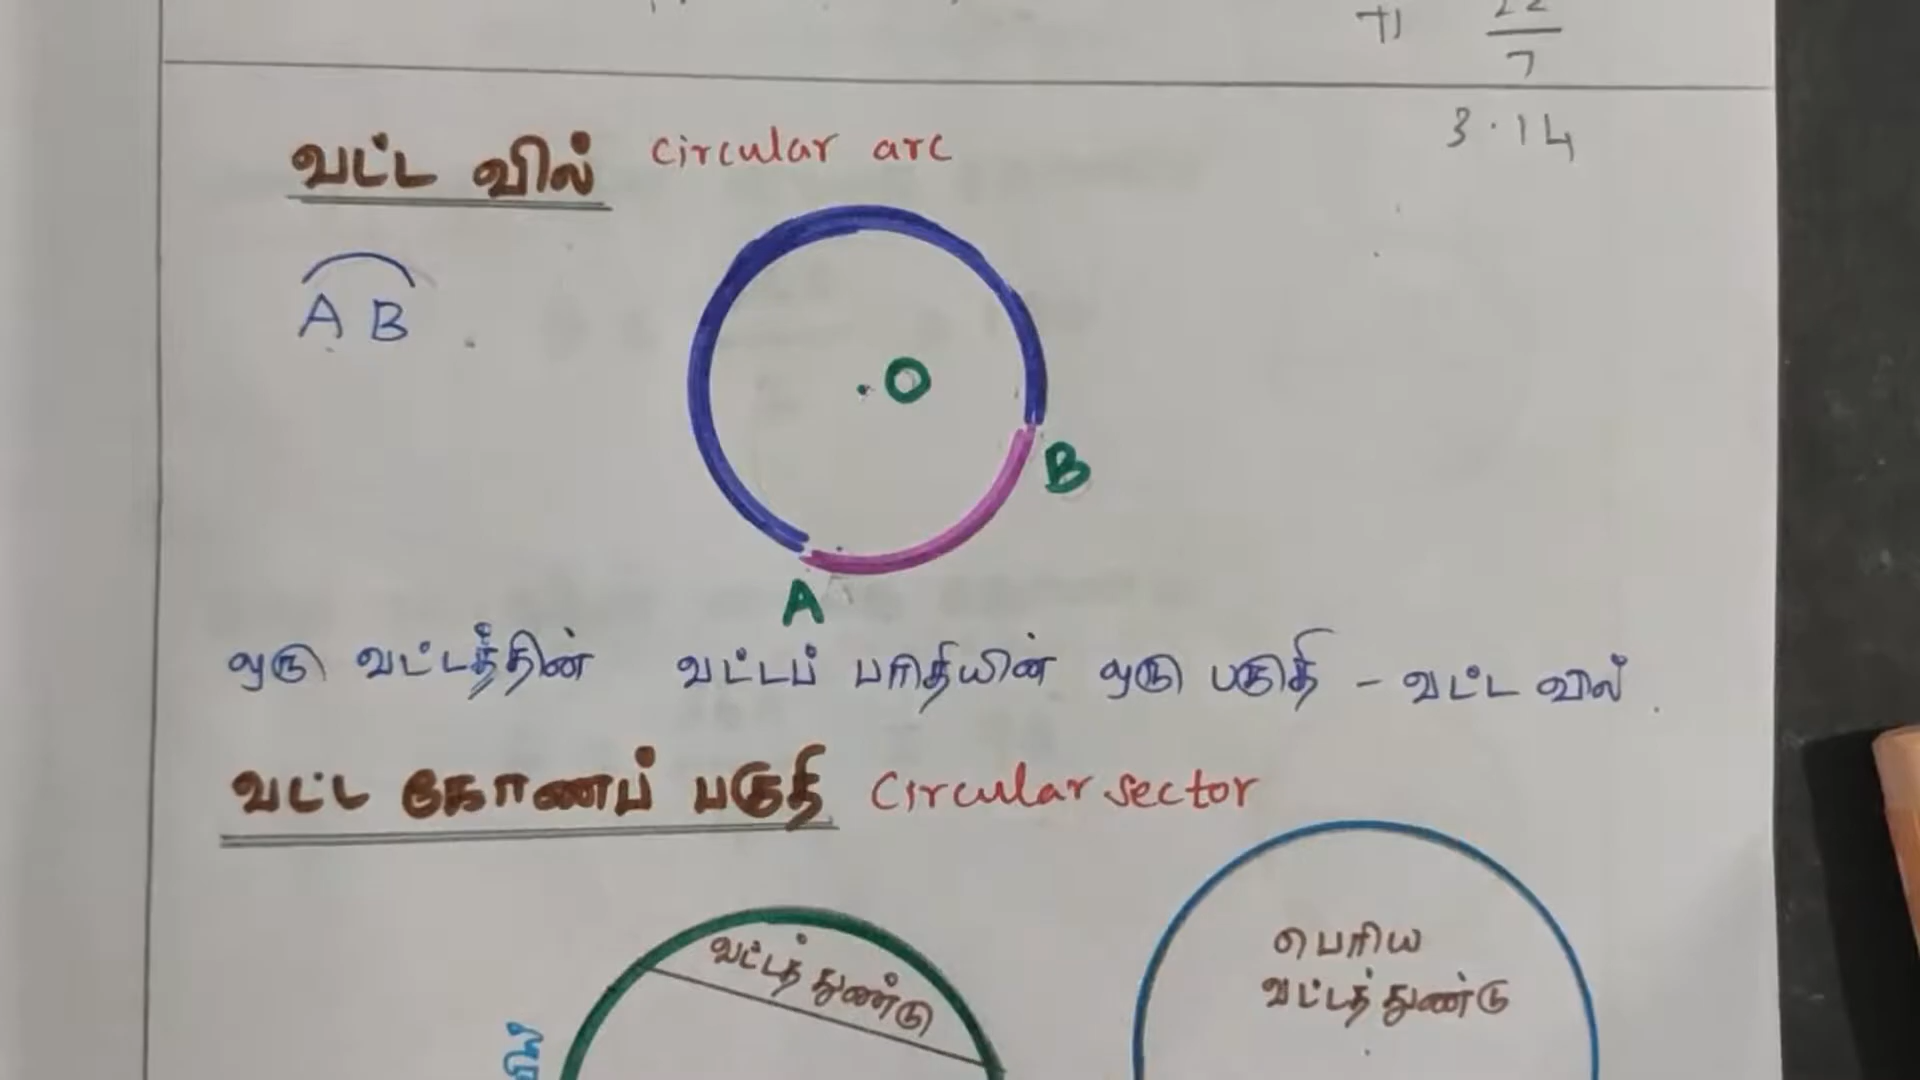 π 22/7
3.14
வட்ட வில் circular arc
AB
O
B
A
ஒரு வட்டத்தின் வட்டப் பரிதியின் ஒரு பகுதி - வட்ட வில்.
வட்ட கோணப் பகுதி Circular sector
வட்டத் துண்டு
பெரிய
வட்டத் துண்டு